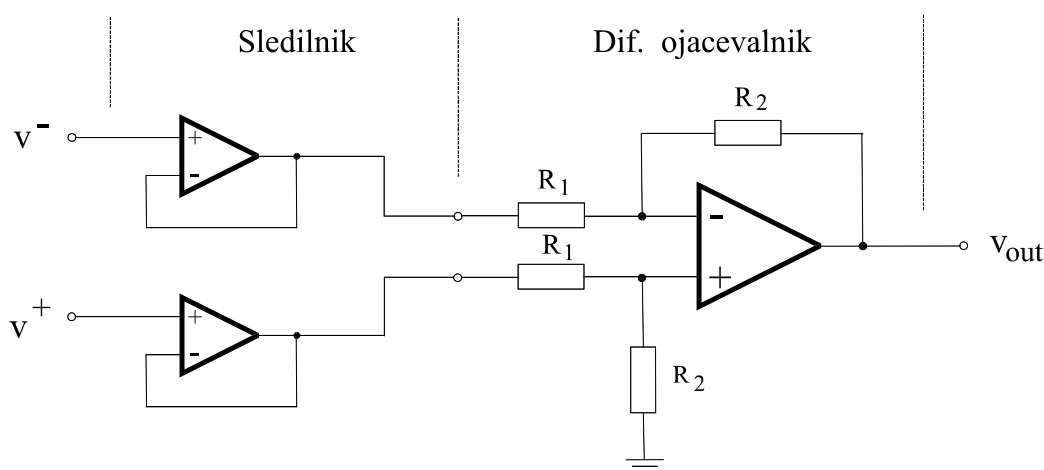 Sledilnik
Dif. ojacevalnik
R2
v-
+
-
R1
-
vout
R1
+
v+
+
-
R2